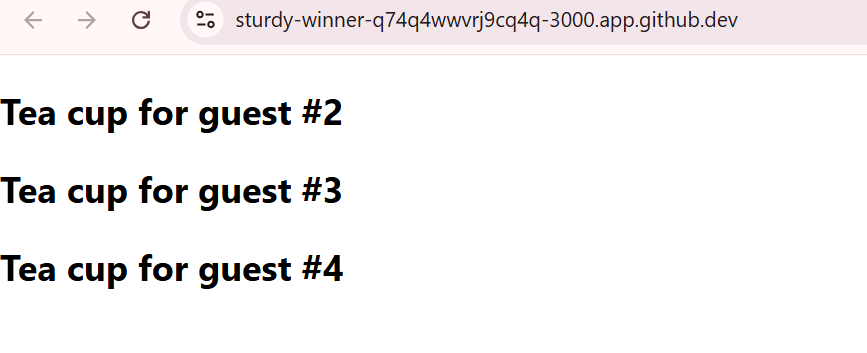 sturdy-winner-q74q4wwvrj9cq4q-3000.app.github.dev
Tea cup for guest #2
Tea cup for guest #3
Tea cup for guest #4